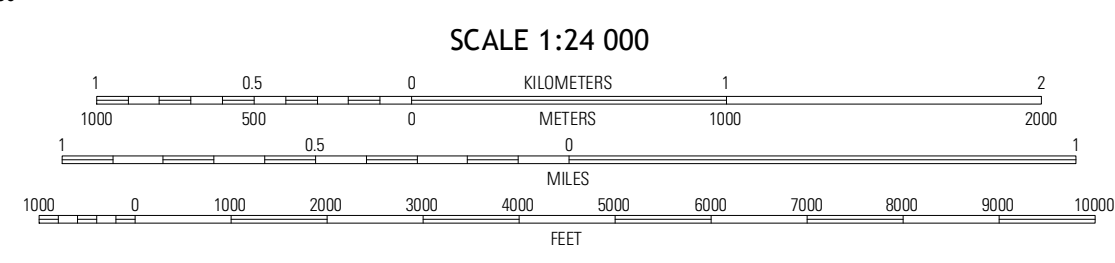 SCALE 1:24 000
1 0.5 0 KILOMETERS 1 2
1000 500 0 METERS 1000 2000
1 0.5 0 1
MILES
1000 0 1000 2000 3000 4000 5000 6000 7000 8000 9000 10000
FEET